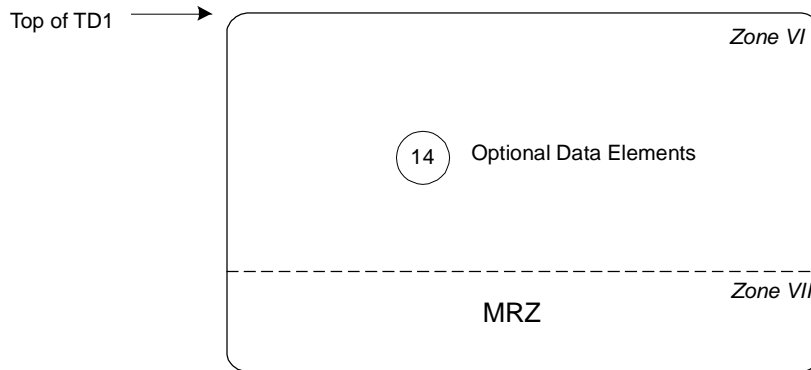 Top of TD1
Zone VI
14 Optional Data Elements
Zone VII
MRZ